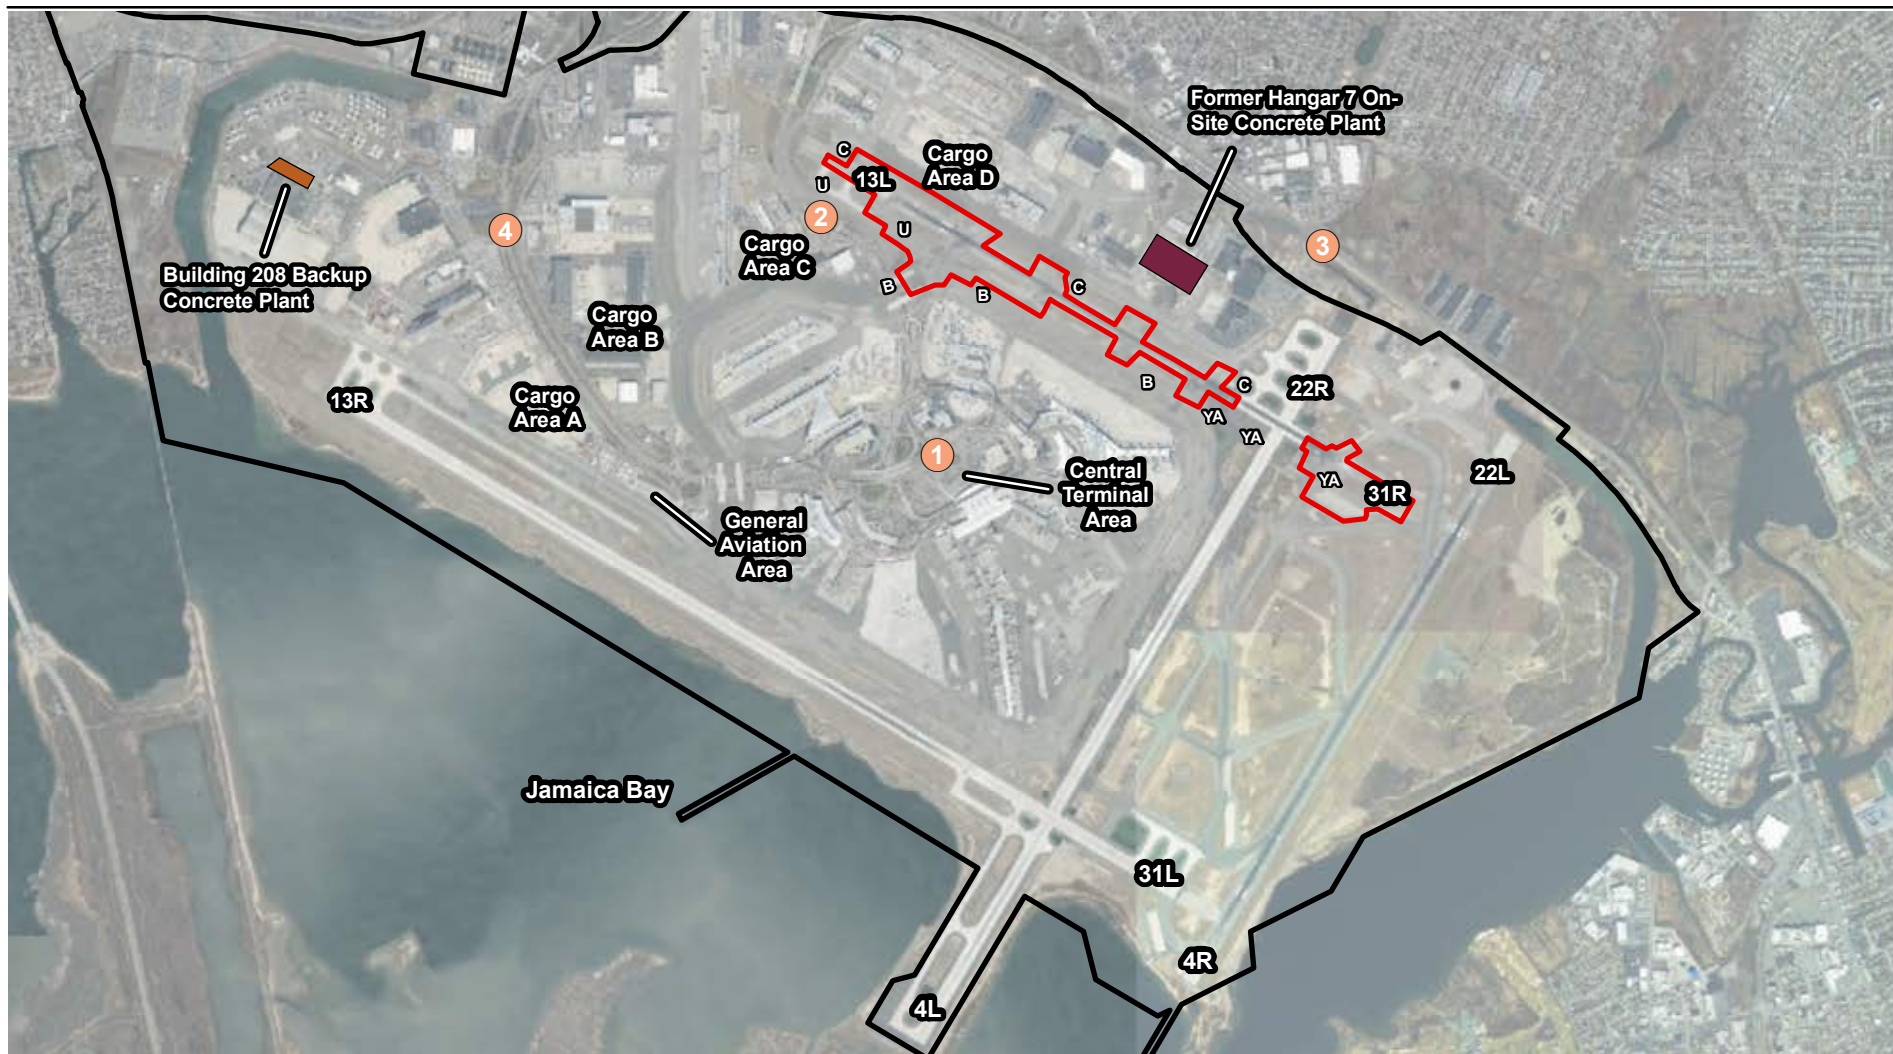 Former Hangar 7 On-
Site Concrete Plant
C
Cargo
Area D
13L
U
2
U
4
3
Cargo
Area C
Building 208 Backup
Concrete Plant
B
B
C
Cargo
Area B
B
C
22R
13R
Cargo
Area A
YA
YA
1
Central
Terminal
Area
YA
31R
22L
General
Aviation
Area
Jamaica Bay
31L
4R
4L